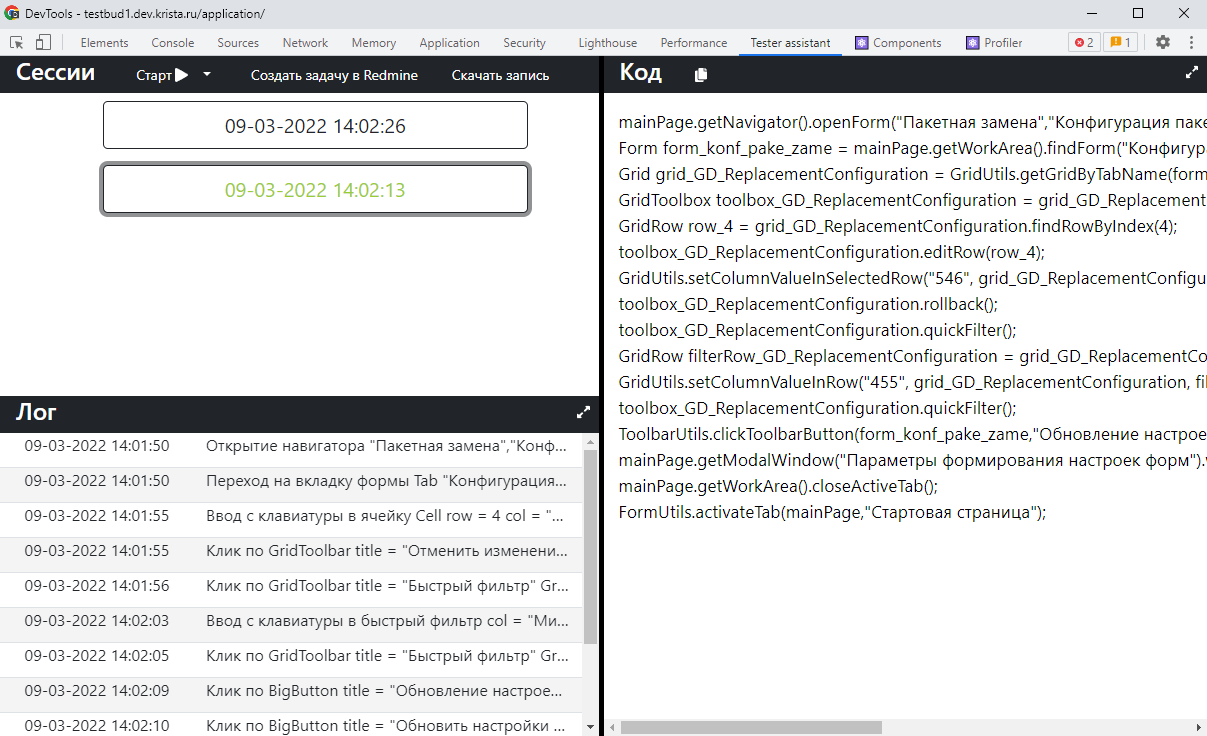 DevTools - testbud1.dev.krista.ru/application/
Elements Console Sources Network Memory Application Security Lighthouse Performance Tester assistant Components Profiler 2 1
Сессии Старт Создать задачу в Redmine Скачать запись
09-03-2022 14:02:26
09-03-2022 14:02:13
Лог
09-03-2022 14:01:50 Открытие навигатора "Пакетная замена","Конф...
09-03-2022 14:01:50 Переход на вкладку формы Tab "Конфигурация...
09-03-2022 14:01:55 Ввод с клавиатуры в ячейку Cell row = 4 col = "...
09-03-2022 14:01:55 Клик по GridToolbar title = "Отменить изменени...
09-03-2022 14:01:56 Клик по GridToolbar title = "Быстрый фильтр" Gr...
09-03-2022 14:02:03 Ввод с клавиатуры в быстрый фильтр col = "Ми...
09-03-2022 14:02:05 Клик по GridToolbar title = "Быстрый фильтр" Gr...
09-03-2022 14:02:09 Клик по BigButton title = "Обновление настрое...
09-03-2022 14:02:10 Клик по BigButton title = "Обновить настройки ...
Код
mainPage.getNavigator().openForm("Пакетная замена","Конфигурация паке
Form form_konf_pake_zame = mainPage.getWorkArea().findForm("Конфигура
Grid grid_GD_ReplacementConfiguration = GridUtils.getGridByTabName(form
GridToolbox toolbox_GD_ReplacementConfiguration = grid_GD_Replacement
GridRow row_4 = grid_GD_ReplacementConfiguration.findRowByIndex(4);
toolbox_GD_ReplacementConfiguration.editRow(row_4);
GridUtils.setColumnValueInSelectedRow("546", grid_GD_ReplacementConfigu
toolbox_GD_ReplacementConfiguration.rollback();
toolbox_GD_ReplacementConfiguration.quickFilter();
GridRow filterRow_GD_ReplacementConfiguration = grid_GD_ReplacementCo
GridUtils.setColumnValueInRow("455", grid_GD_ReplacementConfiguration, fil
toolbox_GD_ReplacementConfiguration.quickFilter();
ToolbarUtils.clickToolbarButton(form_konf_pake_zame,"Обновление настрое
mainPage.getModalWindow("Параметры формирования настроек форм").
mainPage.getWorkArea().closeActiveTab();
FormUtils.activateTab(mainPage,"Стартовая страница");